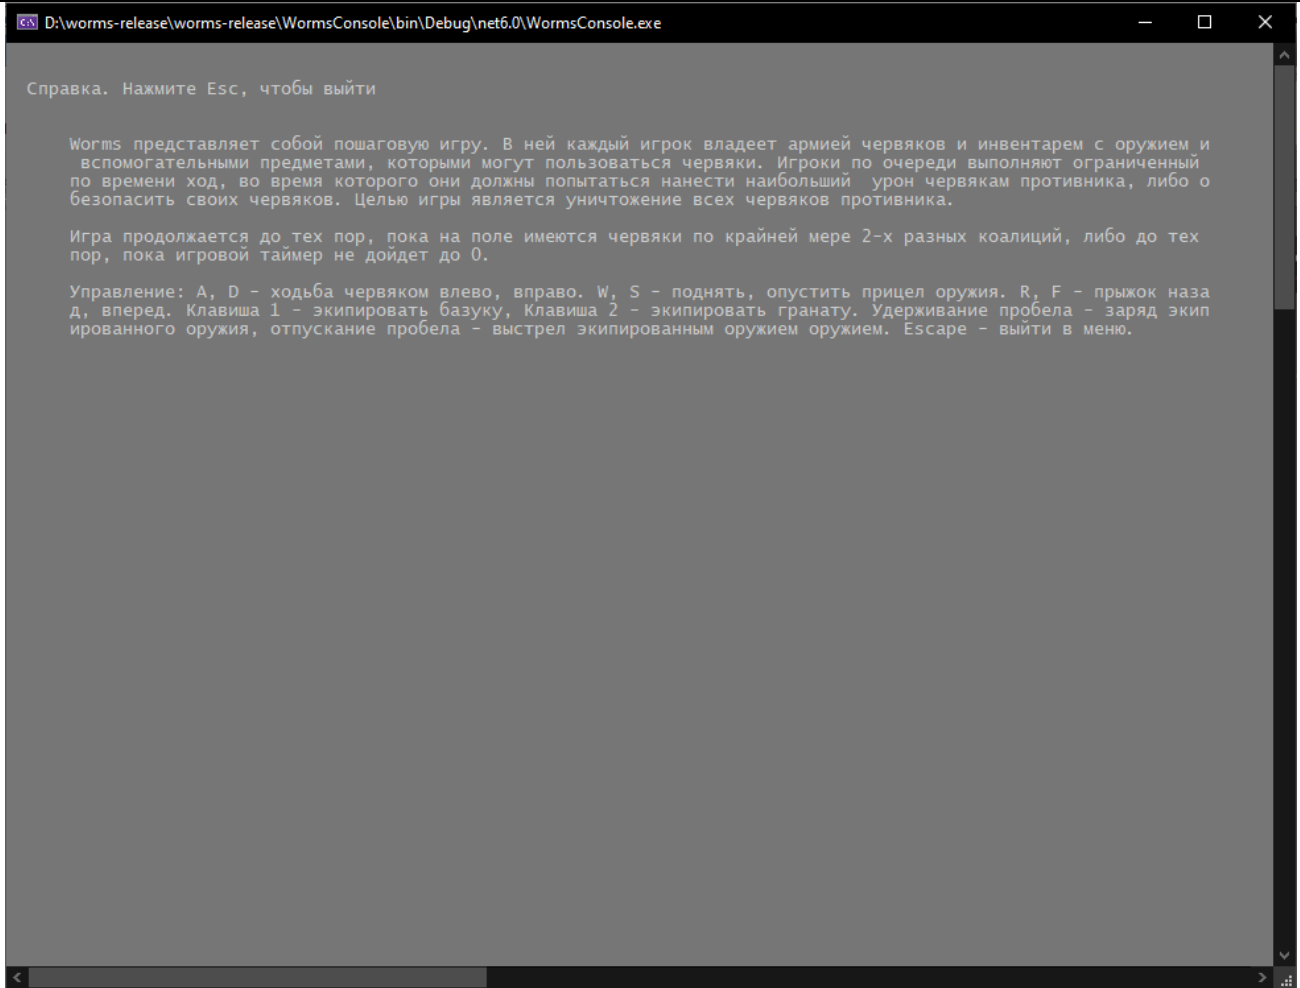 D:\worms-release\worms-release\WormsConsole\bin\Debug\net6.0\WormsConsole.exe
Справка. Нажмите Esc, чтобы выйти
Worms представляет собой пошаговую игру. В ней каждый игрок владеет армией червяков и инвентарем с оружием и
вспомогательными предметами, которыми могут пользоваться червяки. Игроки по очереди выполняют ограниченный
по времени ход, во время которого они должны попытаться нанести наибольший  урон червякам противника, либо о
безопасить своих червяков. Целью игры является уничтожение всех червяков противника.
Игра продолжается до тех пор, пока на поле имеются червяки по крайней мере 2-х разных коалиций, либо до тех
пор, пока игровой таймер не дойдет до 0.
Управление: A, D - ходьба червяком влево, вправо. W, S - поднять, опустить прицел оружия. R, F - прыжок наза
д, вперед. Клавиша 1 - экипировать базуку, Клавиша 2 - экипировать гранату. Удерживание пробела - заряд экип
ированного оружия, отпускание пробела - выстрел экипированным оружием оружием. Escape - выйти в меню.